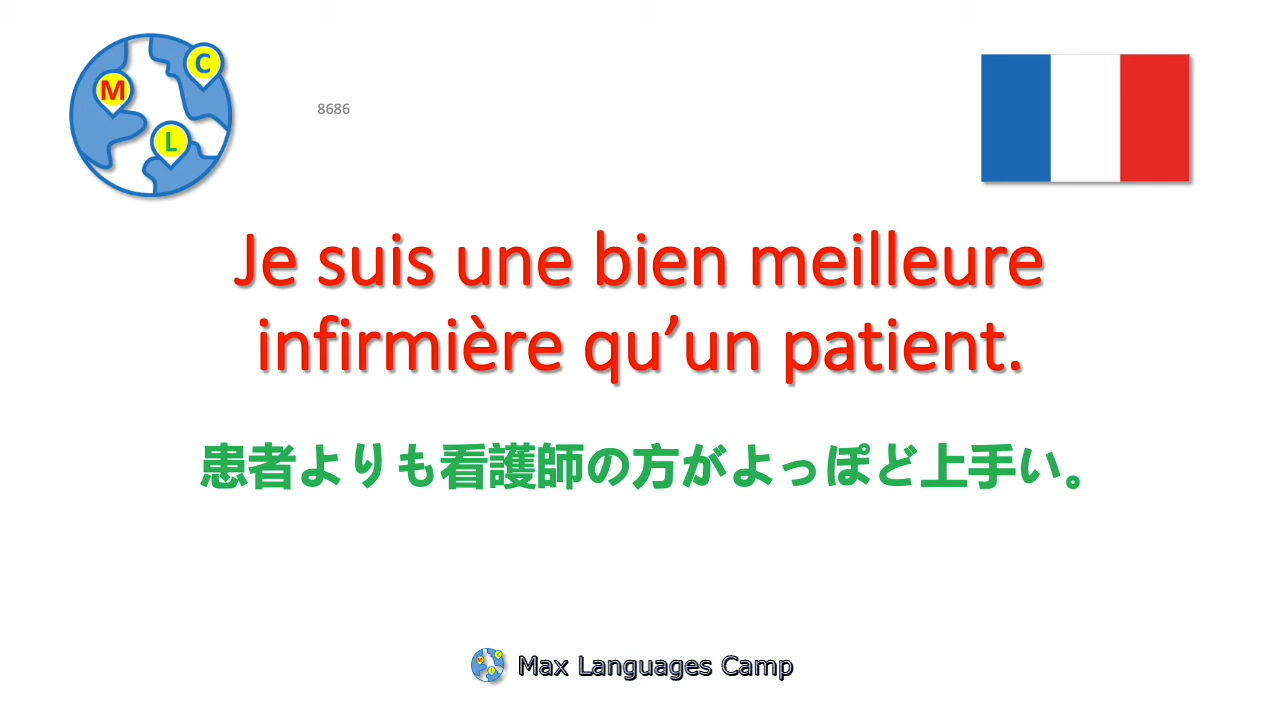 M
C
L
8686
Je suis une bien meilleure
infirmière qu’un patient.
患者よりも看護師の方がよっぽど上手い。
Max Languages Camp